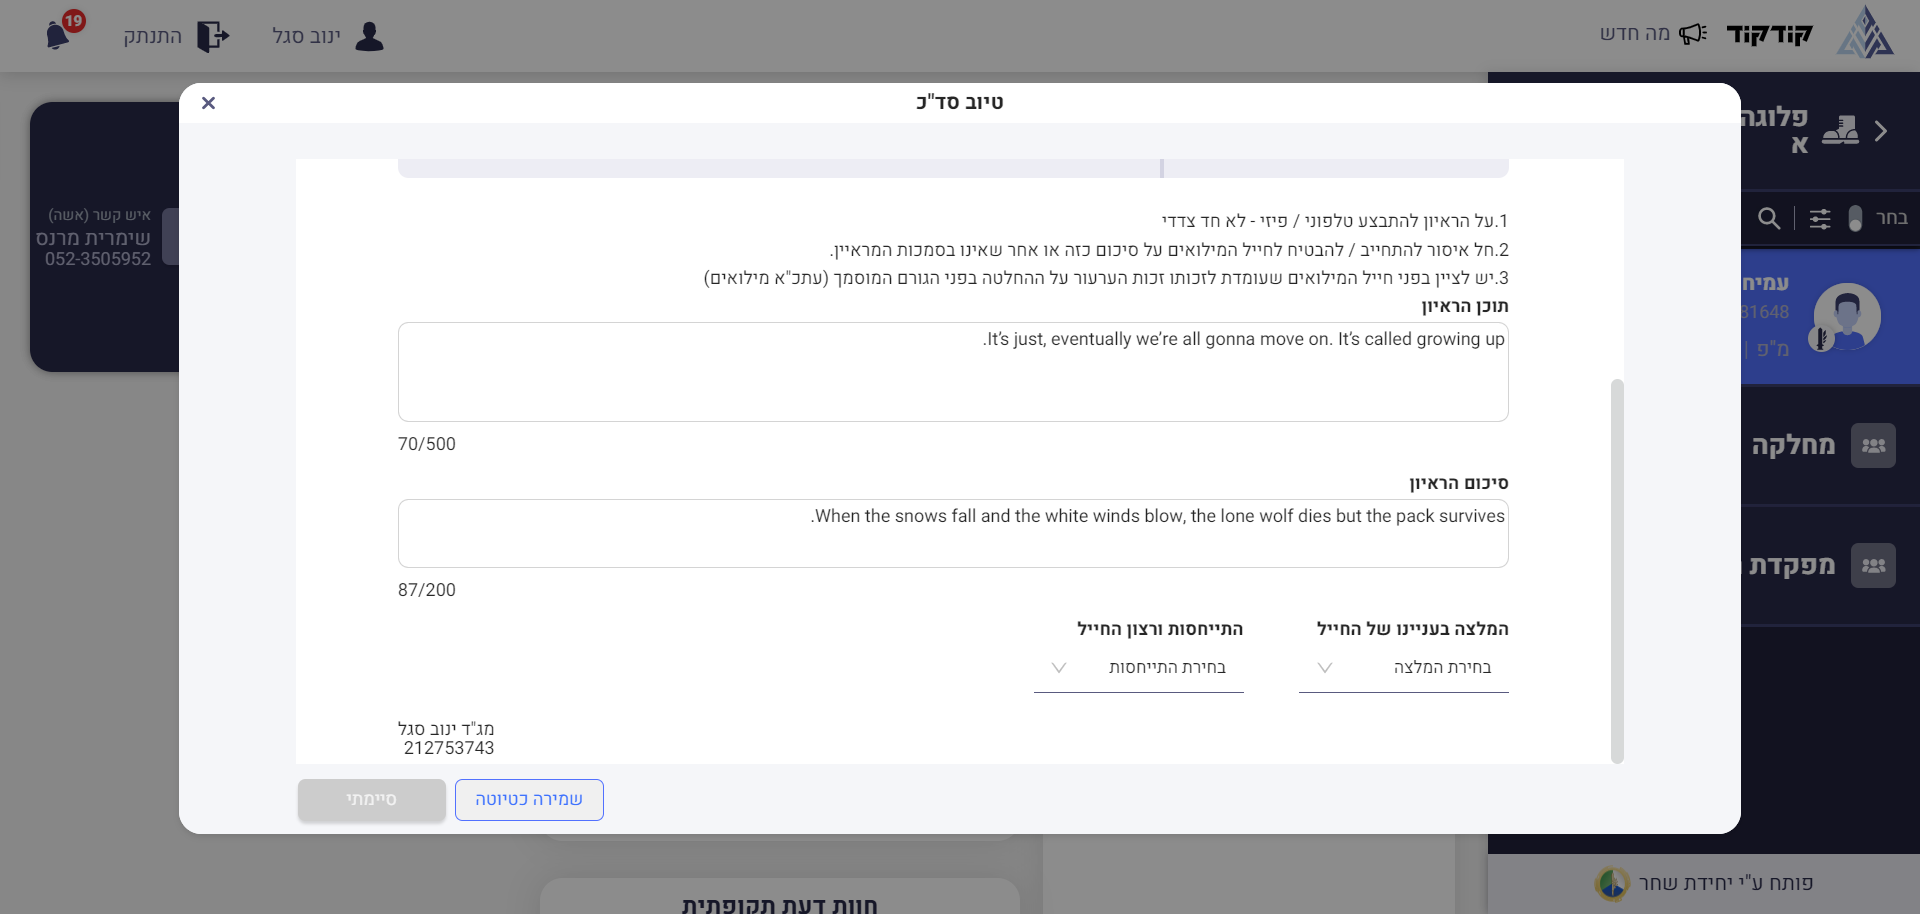 קודקוד
מה חדש
ינוב סגל
התנתק
19
טיוב סד"כ
1.על הראיון להתבצע טלפוני / פיזי - לא חד צדדי
2.חל איסור להתחייב / להבטיח לחייל המילואים על סיכום כזה או אחר שאינו בסמכות המראיין.
3.יש לציין בפני חייל המילואים שעומדת לזכותו זכות הערעור על ההחלטה בפני הגורם המוסמך (עתכ"א מילואים)
תוכן הראיון
It’s just, eventually we’re all gonna move on. It’s called growing up.
70/500
סיכום הראיון
When the snows fall and the white winds blow, the lone wolf dies but the pack survives.
87/200
המלצה בעניינו של החייל
התייחסות ורצון החייל
בחירת המלצה
בחירת התייחסות
מג"ד ינוב סגל
212753743
שמירה כטיוטה
סיימתי
פלוגה
א
בחר
עמיח
31648
מ"פ |
מחלקה
מפקדת
פותח ע"י יחידת שחר
איש קשר (אשה)
שימרית מרנס
052-3505952
חוות דעת תקופתית